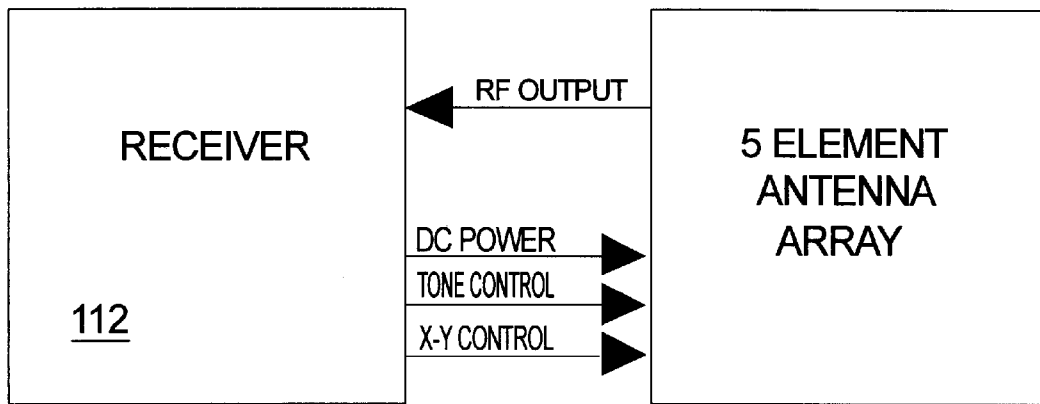 RF OUTPUT
RECEIVER
5 ELEMENT
ANTENNA
ARRAY
DC POWER
TONE CONTROL
X-Y CONTROL
112